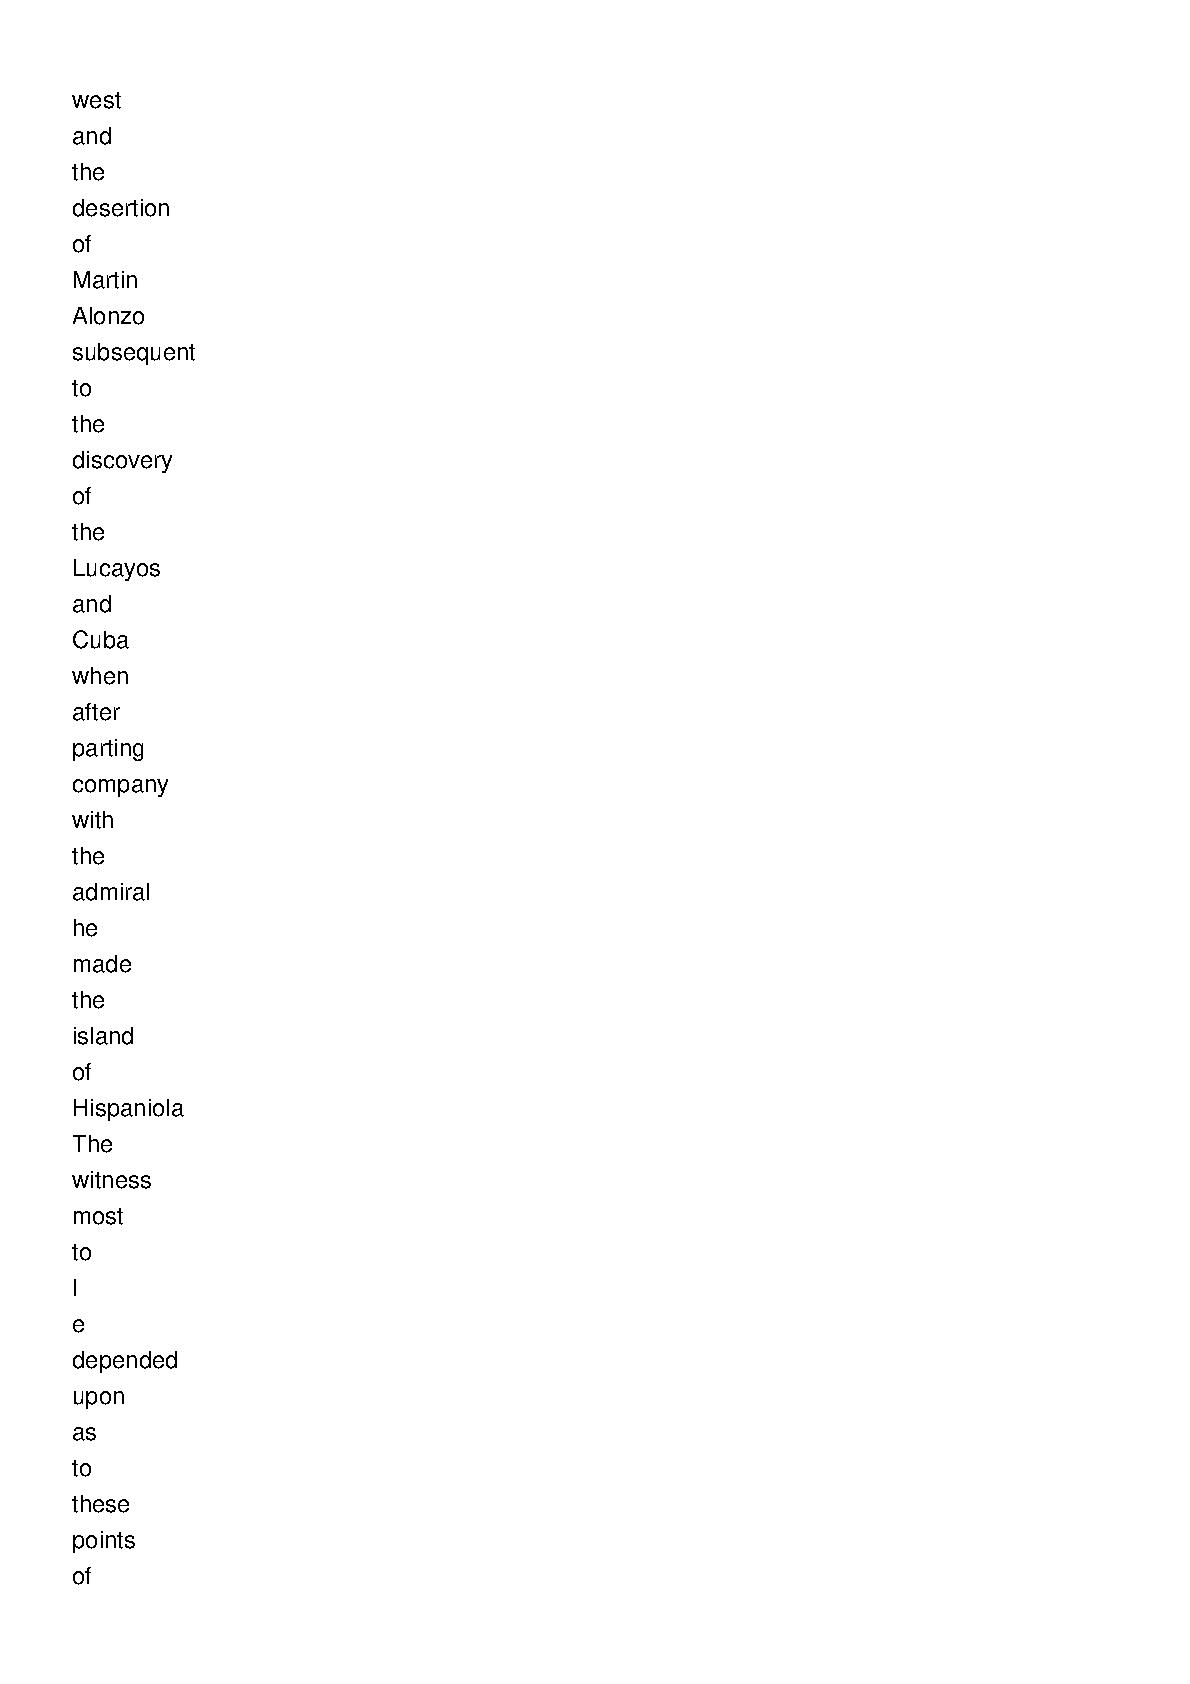 west
and
the
desertion
of
Martin
Alonzo
subsequent
to
the
discovery
of
the
Lucayos
and
Cuba
when
after
parting
company
with
the
admiral
he
made
the
island
of
Hispaniola
The
witness
most
to
l
e
depended
upon
as
to
these
points
of